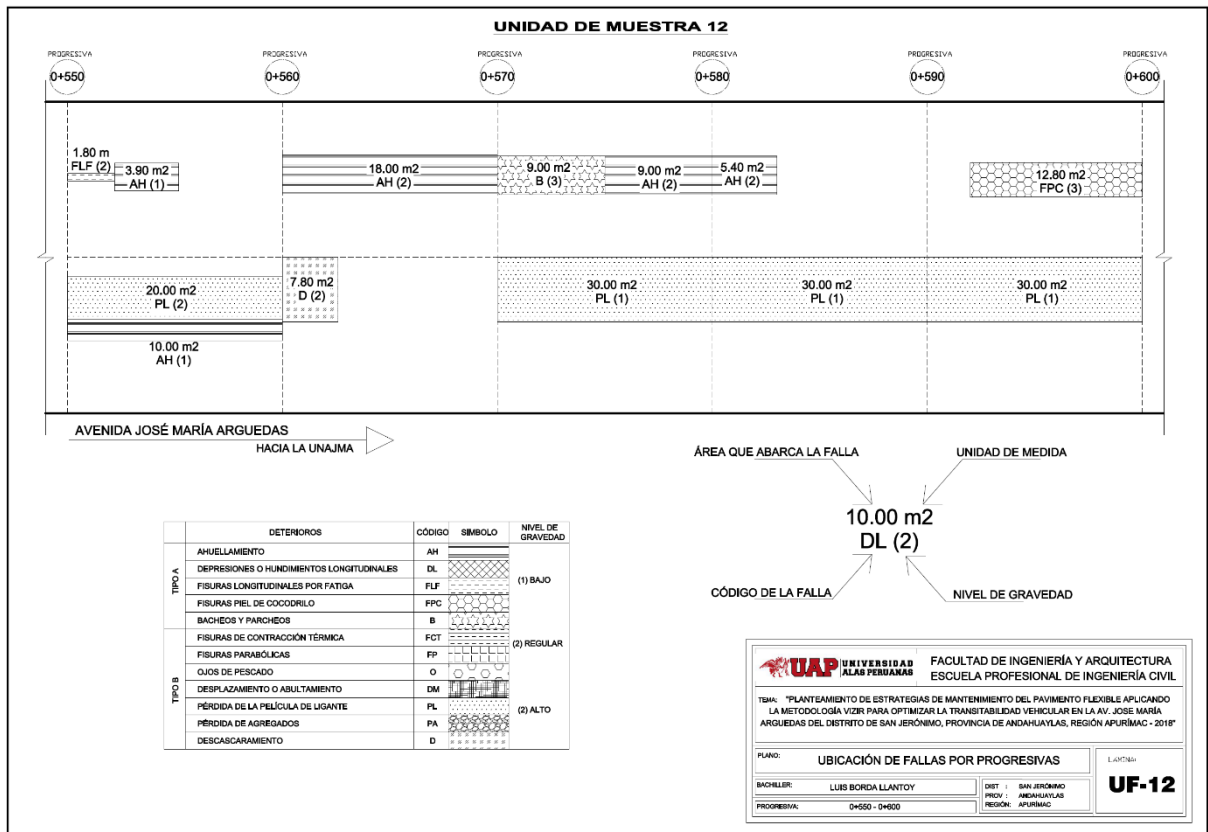 UNIDAD DE MUESTRA 12
PROGRESIVA PROGRESIVA PROGRESIVA PROGRESIVA PROGRESIVA PROGRESIVA
0+550 0+560 0+570 0+580 0+590 0+600
1.80 m
FLF (2)
3.90 m2
AH (1)
18.00 m2
AH (2)
9.00 m2
B (3)
9.00 m2
AH (2)
5.40 m2
AH (2)
12.80 m2
FPC (3)
20.00 m2
PL (2)
7.80 m2
D (2)
30.00 m2
PL (1)
30.00 m2
PL (1)
30.00 m2
PL (1)
10.00 m2
AH (1)
AVENIDA JOSÉ MARÍA ARGUEDAS
HACIA LA UNAJMA
ÁREA QUE ABARCA LA FALLA
UNIDAD DE MEDIDA
10.00 m2
DL (2)
CÓDIGO DE LA FALLA
NIVEL DE GRAVEDAD
DETERIOROS CÓDIGO SIMBOLO NIVEL DE
GRAVEDAD
TIPO A
AHUELLAMIENTO AH
DEPRESIONES O HUNDIMIENTOS LONGITUDINALES DL
(1) BAJO
FISURAS LONGITUDINALES POR FATIGA FLF
FISURAS PIEL DE COCODRILO FPC
BACHEOS Y PARCHEOS B
TIPO B
FISURAS DE CONTRACCIÓN TÉRMICA FCT
(2) REGULAR
FISURAS PARABÓLICAS FP
OJOS DE PESCADO O
DESPLAZAMIENTO O ABULTAMIENTO DM
PÉRDIDA DE LA PELÍCULA DE LIGANTE PL
(2) ALTO
PÉRDIDA DE AGREGADOS PA
DESCASCARAMIENTO D
UAP UNIVERSIDAD
ALAS PERUANAS
FACULTAD DE INGENIERÍA Y ARQUITECTURA
ESCUELA PROFESIONAL DE INGENIERÍA CIVIL
TEMA: "PLANTEAMIENTO DE ESTRATEGIAS DE MANTENIMIENTO DEL PAVIMENTO FLEXIBLE APLICANDO
LA METODOLOGÍA VIZIR PARA OPTIMIZAR LA TRANSITABILIDAD VEHICULAR EN LA AV. JOSE MARÍA
ARGUEDAS DEL DISTRITO DE SAN JERÓNIMO, PROVINCIA DE ANDAHUAYLAS, REGIÓN APURÍMAC - 2018"
PLANO: UBICACIÓN DE FALLAS POR PROGRESIVAS
LAMINA:
UF-12
BACHILLER: LUIS BORDA LLANTOY
PROGRESIVA: 0+550 - 0+600
DIST : SAN JERÓNIMO
PROV : ANDAHUAYLAS
REGIÓN: APURÍMAC